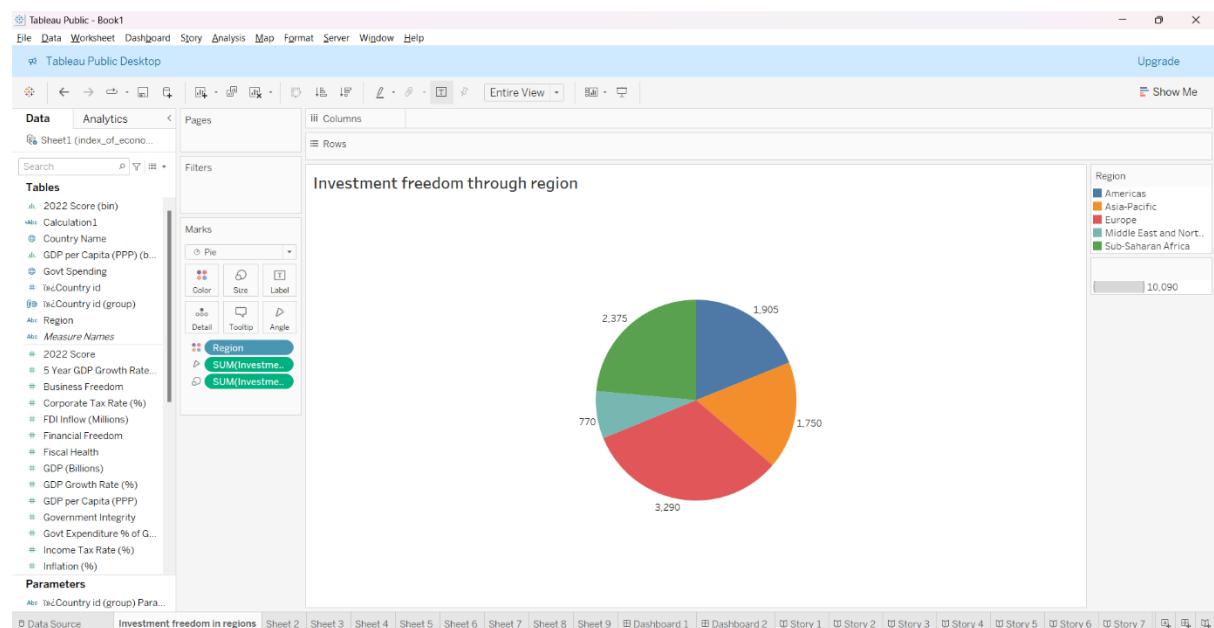 Tableau Public - Book1
File Data Worksheet Dashboard Story Analysis Map Format Server Window Help
Tableau Public Desktop Upgrade
Entire View Show Me
Data Analytics Pages Columns
Sheet1 (index_of_econo... Rows
Search Filters
Tables
2022 Score (bin)
Calculation1
Country Name
GDP per Capita (PPP) (b...
Govt Spending
ï»¿Country id
ï»¿Country id (group)
Abc Region
Abc Measure Names
2022 Score
5 Year GDP Growth Rate...
Business Freedom
Corporate Tax Rate (%)
FDI Inflow (Millions)
Financial Freedom
Fiscal Health
GDP (Billions)
GDP Growth Rate (%)
GDP per Capita (PPP)
Government Integrity
Govt Expenditure % of G...
Income Tax Rate (%)
Inflation (%)
Parameters
Abc ï»¿Country id (group) Para...
Marks
Pie
Color Size Label
Detail Tooltip Angle
Region
SUM(Investme..
SUM(Investme..
Investment freedom through region
1,905
2,375
770
1,750
3,290
Region
Americas
Asia-Pacific
Europe
Middle East and Nort..
Sub-Saharan Africa
10,090
Data Source Investment freedom in regions Sheet 2 Sheet 3 Sheet 4 Sheet 5 Sheet 6 Sheet 7 Sheet 8 Sheet 9 Dashboard 1 Dashboard 2 Story 1 Story 2 Story 3 Story 4 Story 5 Story 6 Story 7